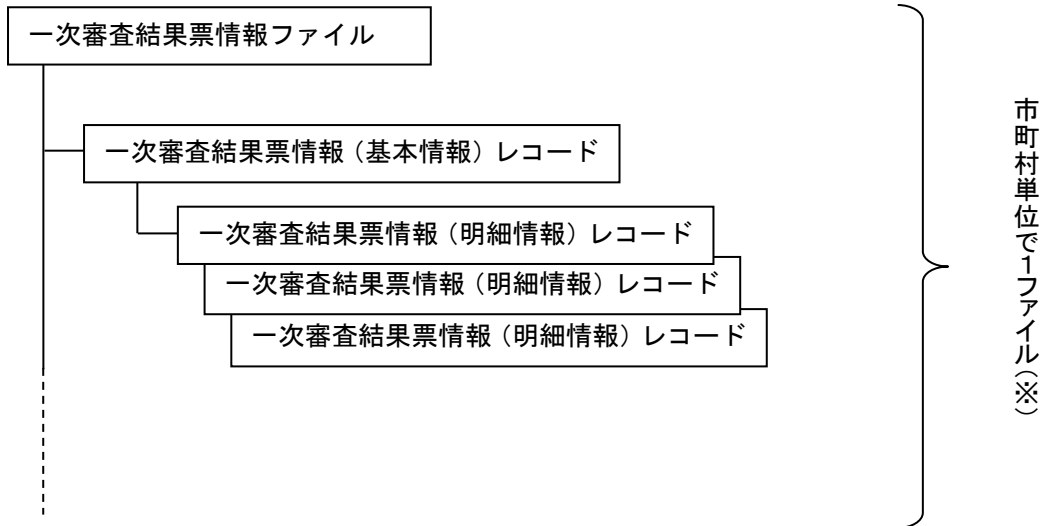 一次審査結果票情報ファイル
一次審査結果票情報（基本情報）レコード
一次審査結果票情報（明細情報）レコード
一次審査結果票情報（明細情報）レコード
一次審査結果票情報（明細情報）レコード
市町村単位で1ファイル（※）